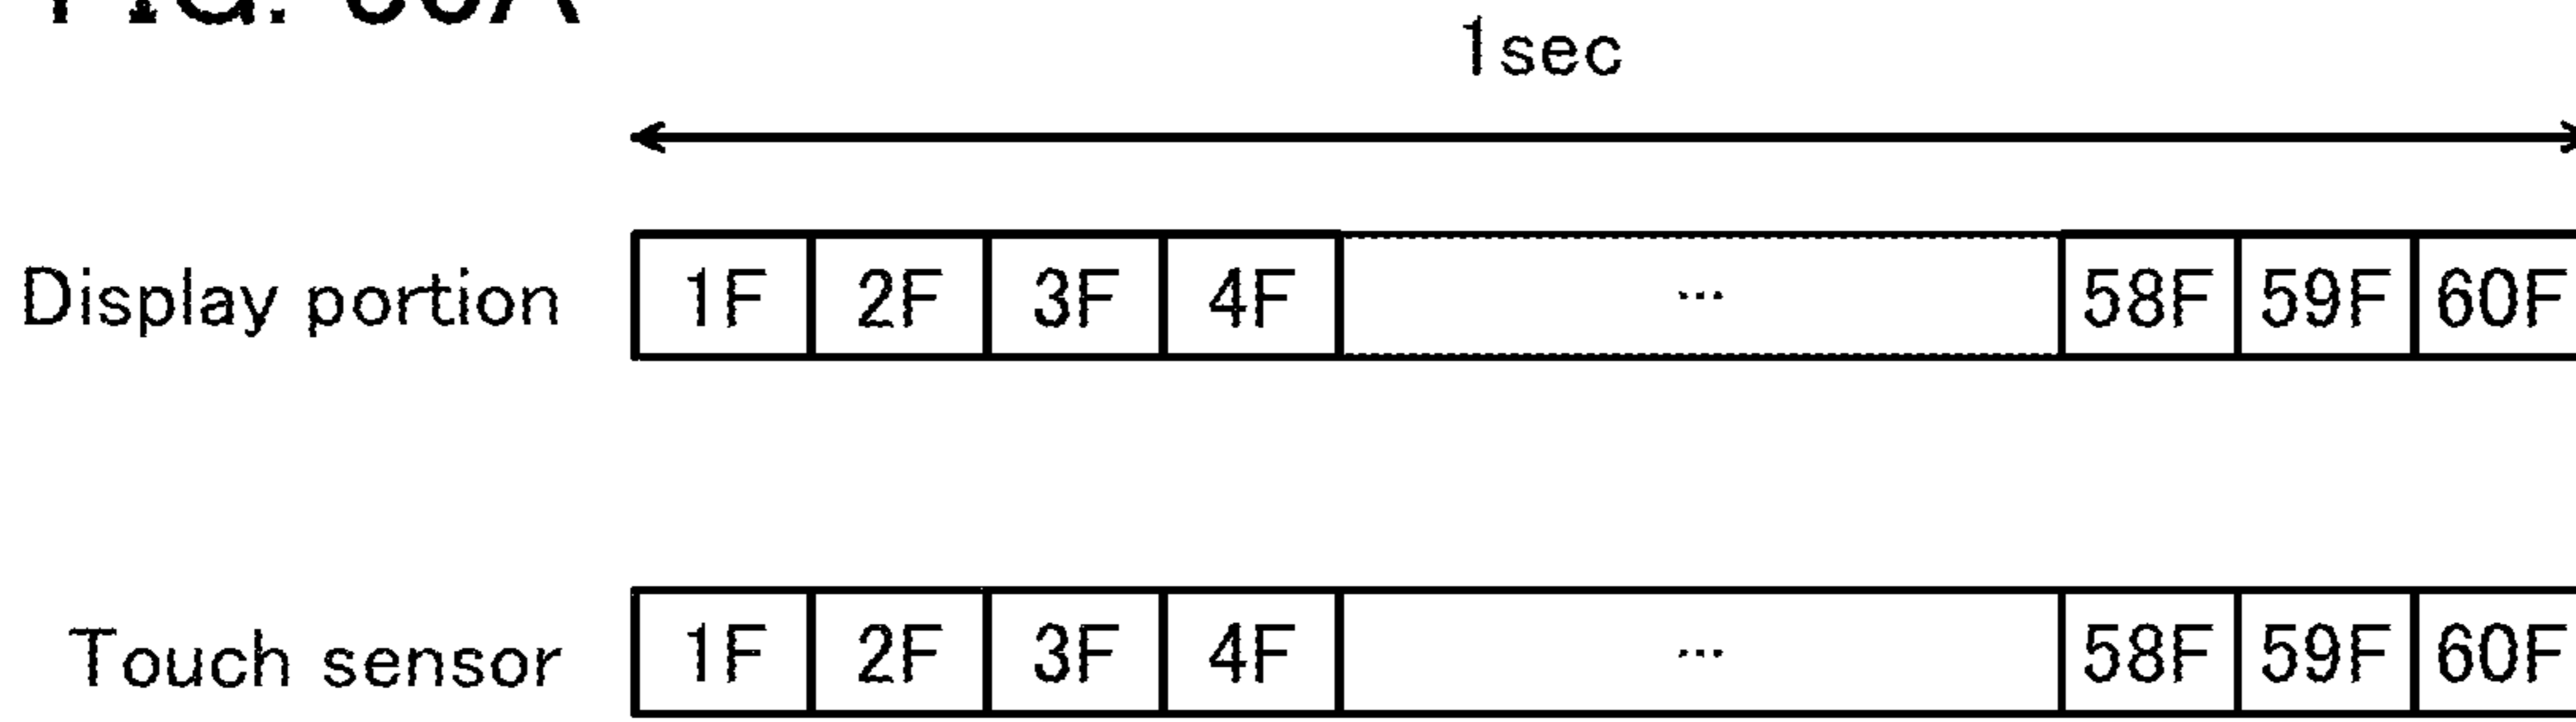 1sec
Display portion 1F 2F 3F 4F ... 58F 59F 60F
Touch sensor 1F 2F 3F 4F ... 58F 59F 60F